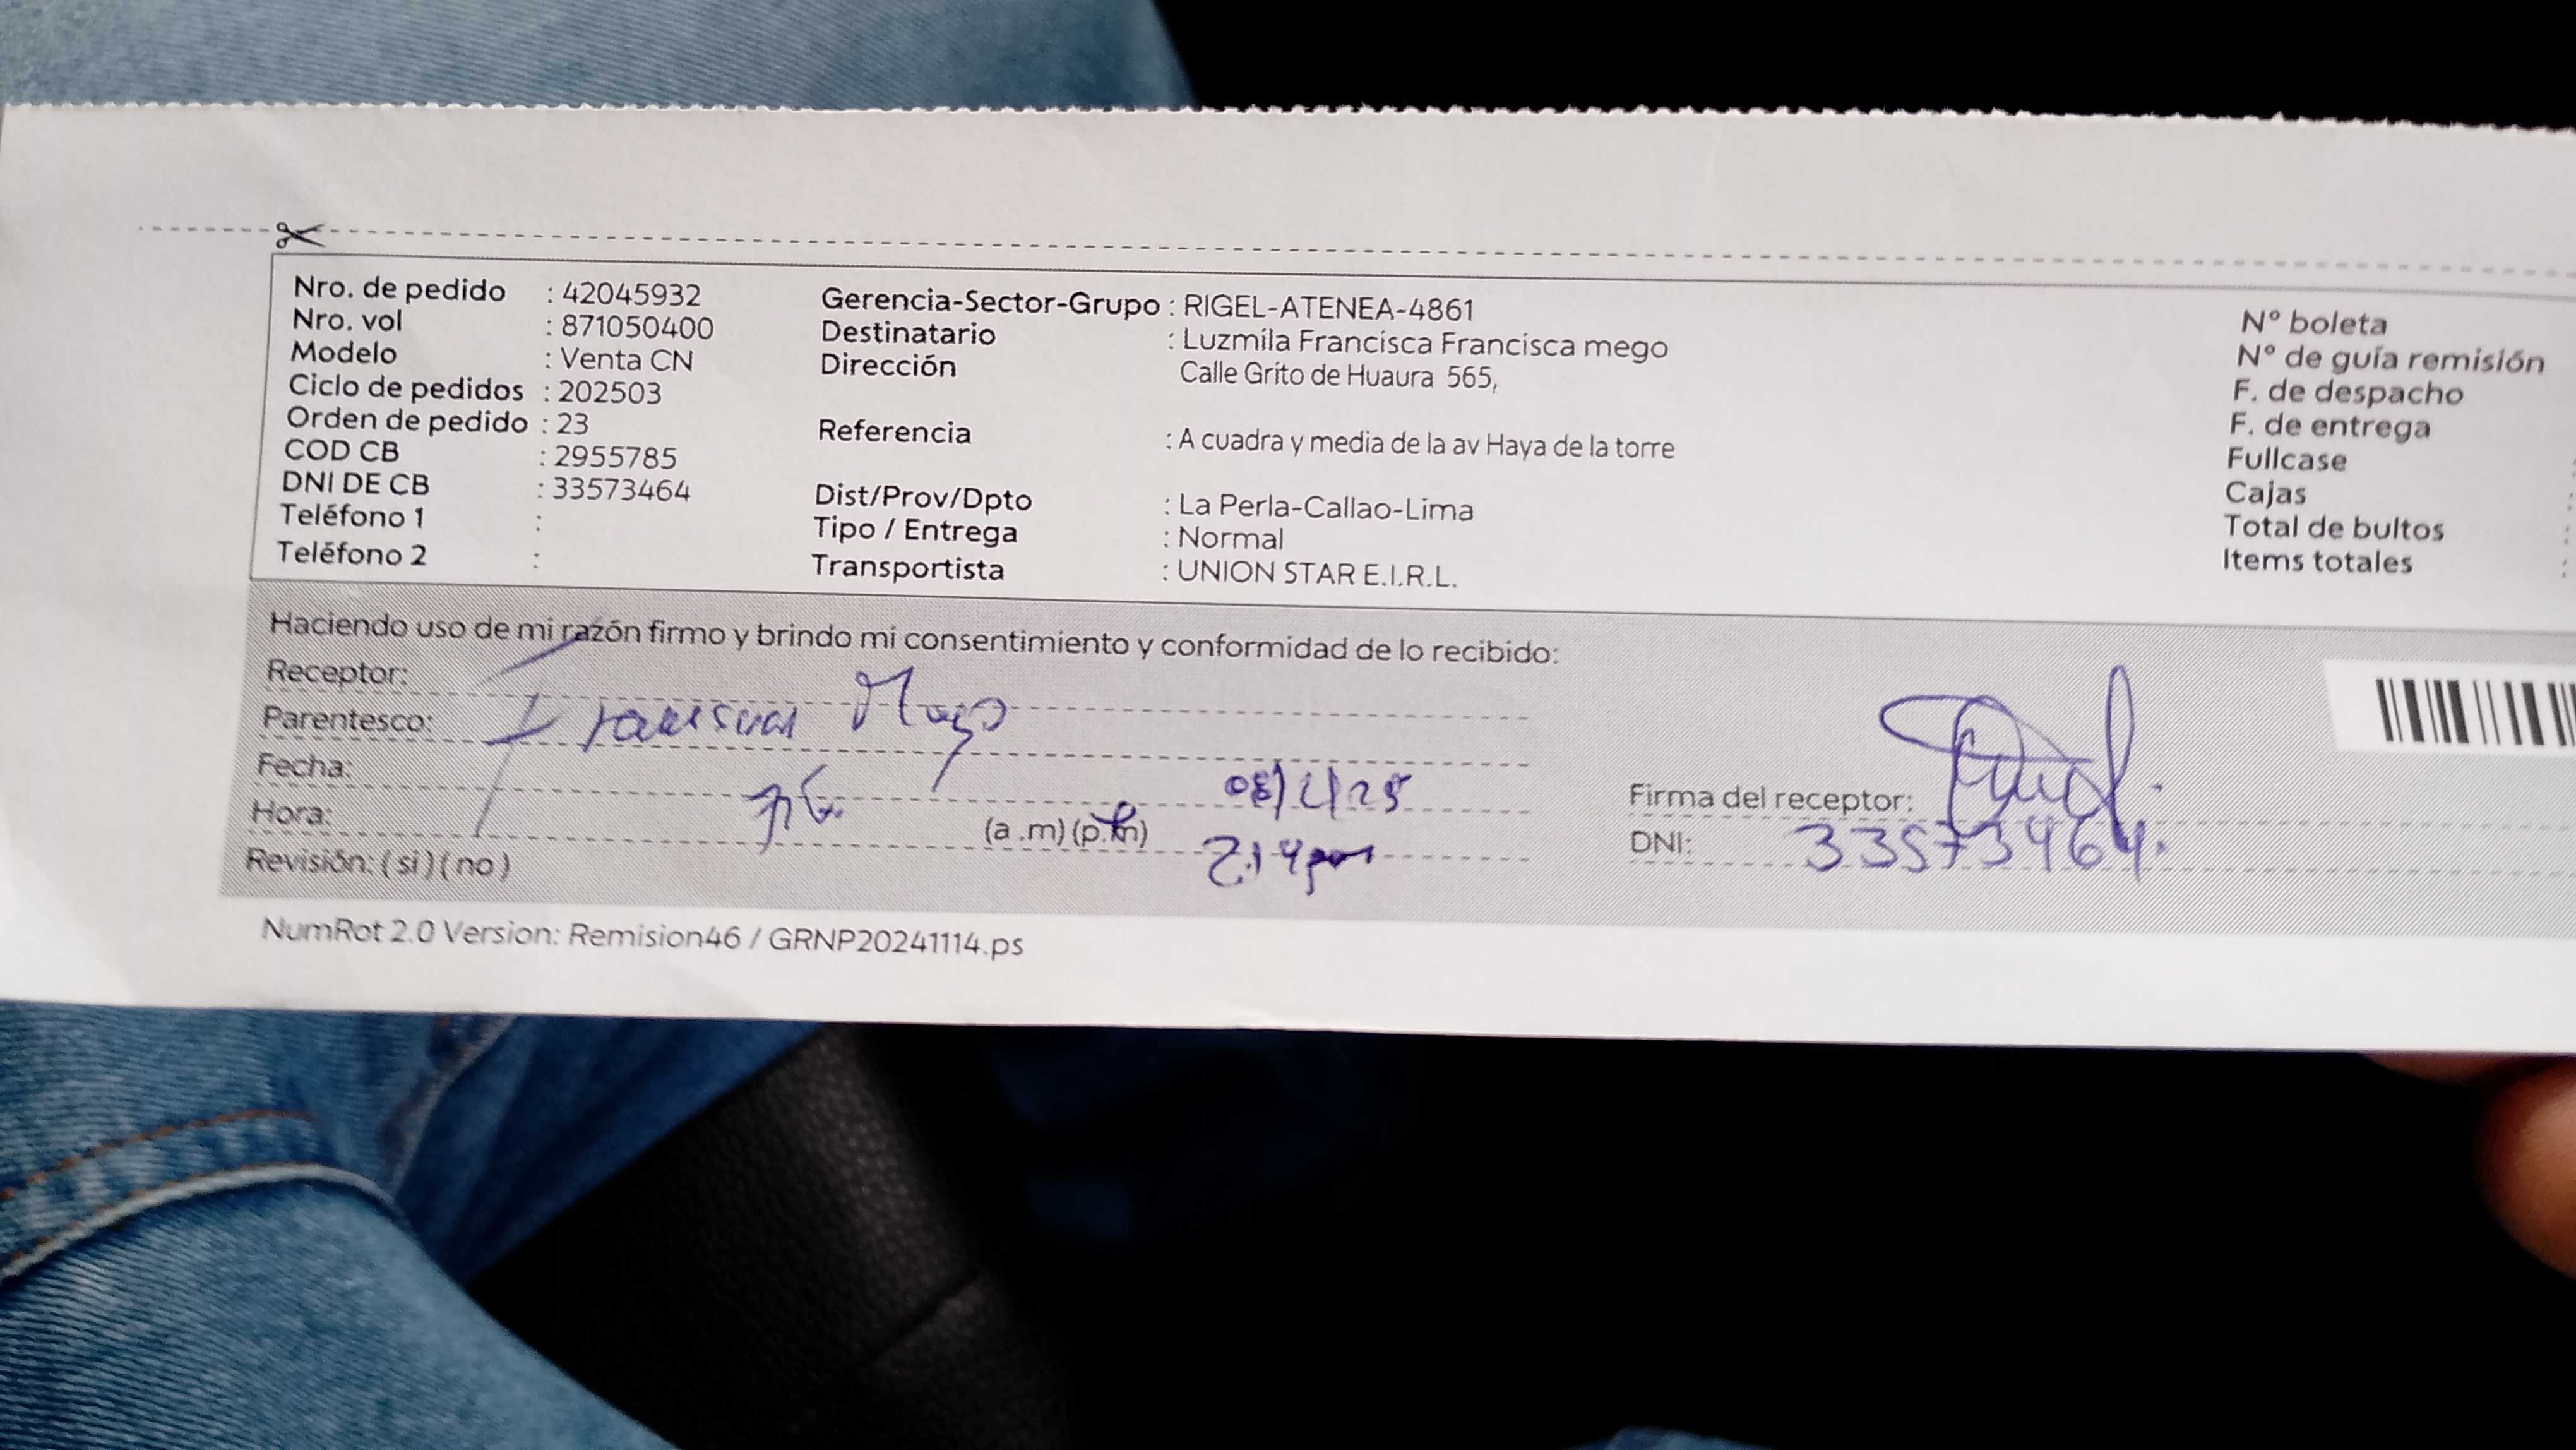 Nro. de pedido : 42045932
Nro. vol : 871050400
Modelo : Venta CN
Ciclo de pedidos : 202503
Orden de pedido : 23
COD CB : 2955785
DNI DE CB : 33573464
Teléfono 1 :
Teléfono 2 :
Gerencia-Sector-Grupo : RIGEL-ATENEA-4861
Destinatario : Luzmila Francisca Francisca mego
Dirección Calle Grito de Huaura 565,
Referencia : A cuadra y media de la av Haya de la torre
Dist/Prov/Dpto : La Perla-Callao-Lima
Tipo / Entrega : Normal
Transportista : UNION STAR E.I.R.L.
N° boleta
N° de guía remisión
F. de despacho
F. de entrega
Fullcase
Cajas
Total de bultos
Items totales
Haciendo uso de mi razón firmo y brindo mi consentimiento y conformidad de lo recibido:
Receptor:
Parentesco: Francisca Mego
Fecha:
Hora: (a.m) (p.m) 2:14pm
Revisión: (si) (no)
Firma del receptor:
DNI: 33573464.
NumRot 2.0 Version: Remision46 / GRNP20241114.ps